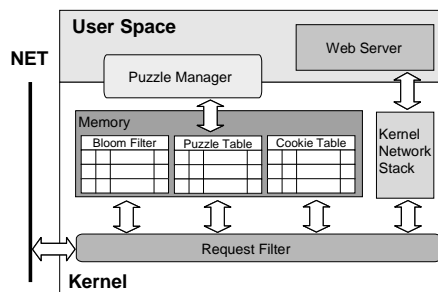 User Space
Web Server
NET
Puzzle Manager
Memory
Bloom Filter
Puzzle Table
Cookie Table
Kernel
Network
Stack
Request Filter
Kernel